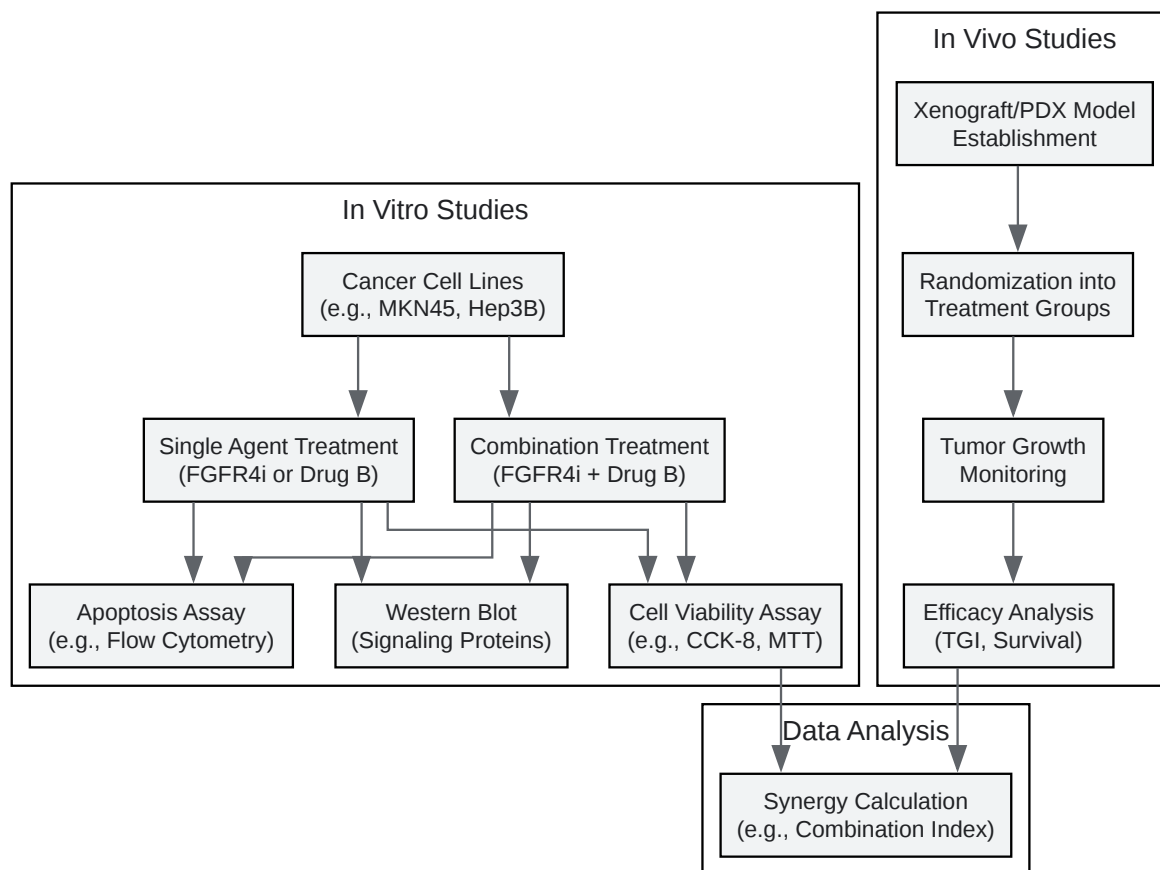 In Vivo Studies
Xenograft/PDX Model
Establishment
In Vitro Studies
Cancer Cell Lines
(e.g., MKN45, Hep3B)
Randomization into
Treatment Groups
Single Agent Treatment
(FGFR4i or Drug B)
Combination Treatment
(FGFR4i + Drug B)
Tumor Growth
Monitoring
Apoptosis Assay
(e.g., Flow Cytometry)
Western Blot
(Signaling Proteins)
Cell Viability Assay
(e.g., CCK-8, MTT)
Efficacy Analysis
(TGI, Survival)
Data Analysis
Synergy Calculation
(e.g., Combination Index)